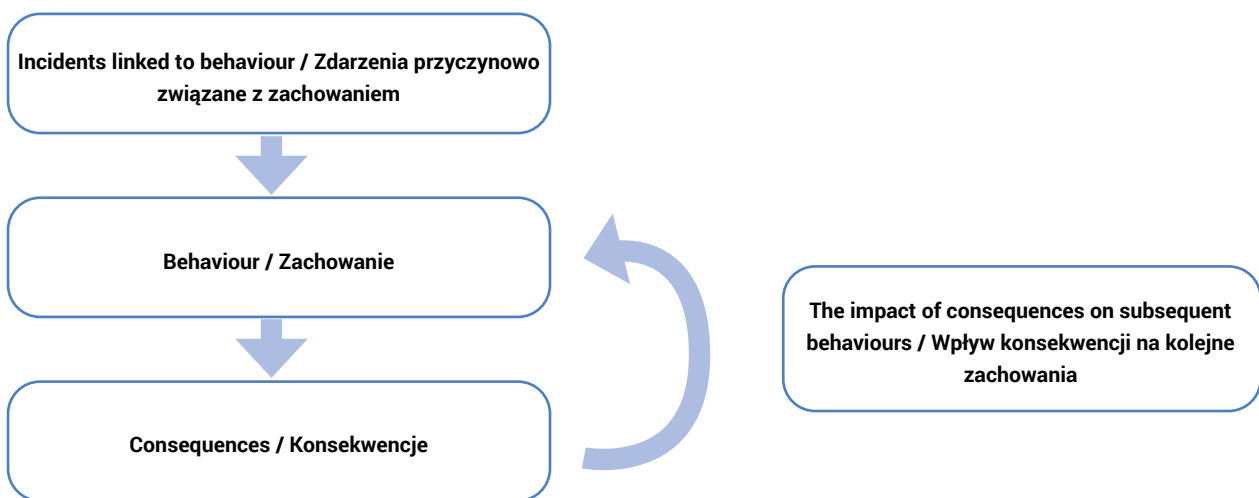 Incidents linked to behaviour / Zdarzenia przyczynowo
związane z zachowaniem
Behaviour / Zachowanie
The impact of consequences on subsequent
behaviours / Wpływ konsekwencji na kolejne
zachowania
Consequences / Konsekwencje